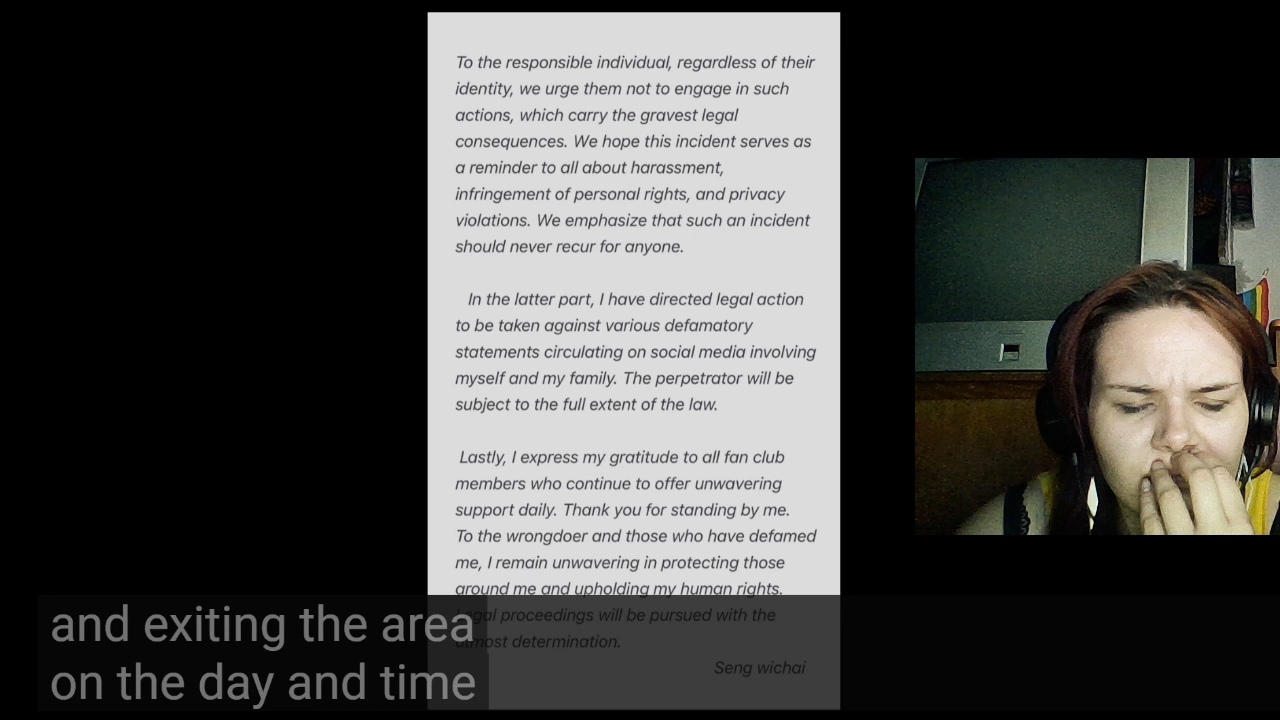 To the responsible individual, regardless of their
identity, we urge them not to engage in such
actions, which carry the gravest legal
consequences. We hope this incident serves as
a reminder to all about harassment,
infringement of personal rights, and privacy
violations. We emphasize that such an incident
should never recur for anyone.
In the latter part, I have directed legal action
to be taken against various defamatory
statements circulating on social media involving
myself and my family. The perpetrator will be
subject to the full extent of the law.
Lastly, I express my gratitude to all fan club
members who continue to offer unwavering
support daily. Thank you for standing by me.
To the wrongdoer and those who have defamed
me, I remain unwavering in protecting those
around me and upholding my human rights.
Legal proceedings will be pursued with the
utmost determination.
Seng wichai
and exiting the area
on the day and time